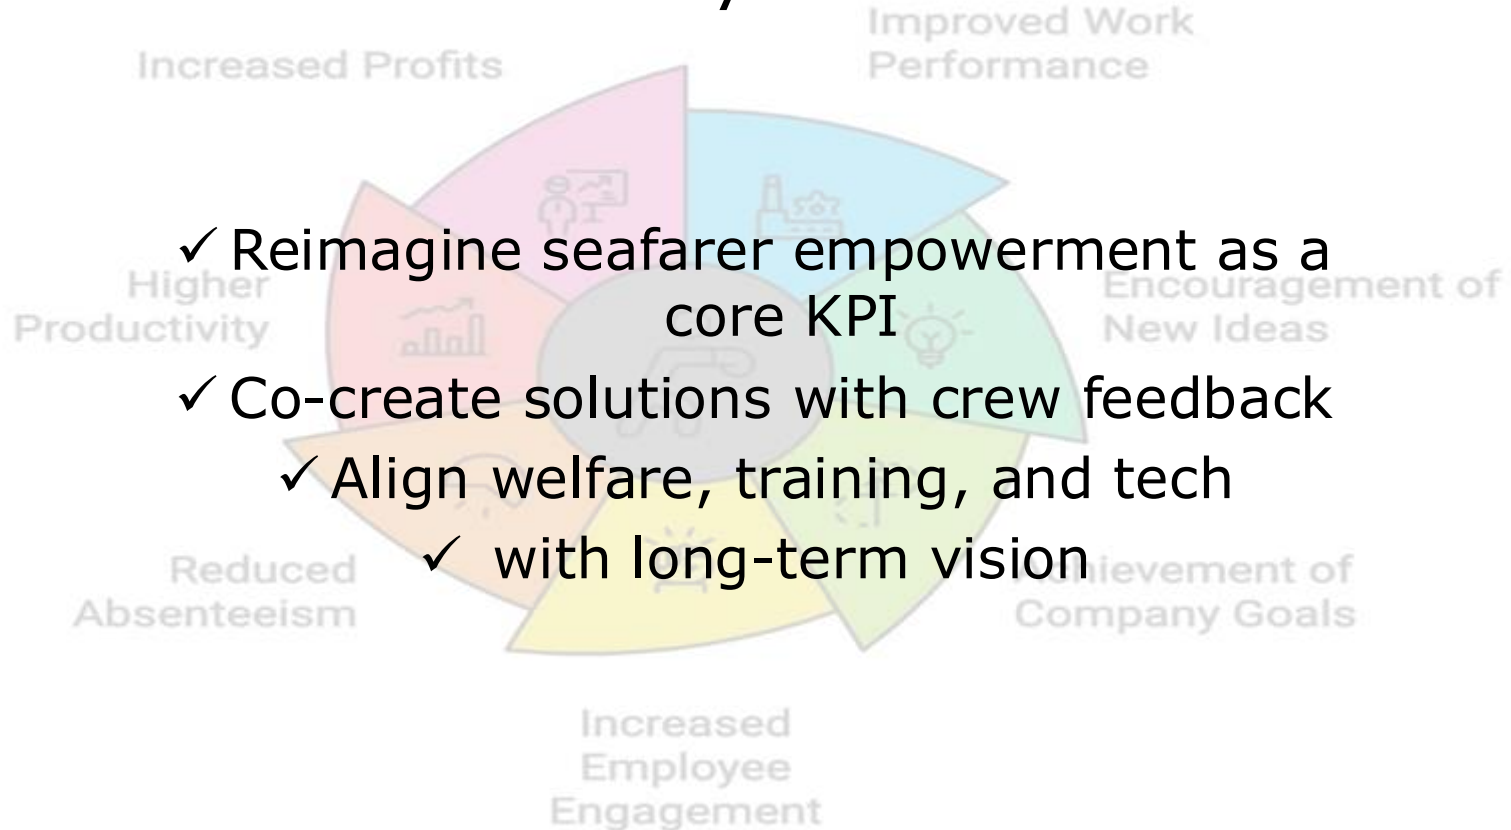 Improved Work
Increased Profits
Performance
✓ Reimagine seafarer empowerment as a
core KPI
Higher
Productivity
Encouragement of
New Ideas
✓ Co-create solutions with crew feedback
✓ Align welfare, training, and tech
✓ with long-term vision
Reduced
Absenteeism
Achievement of
Company Goals
Increased
Employee
Engagement